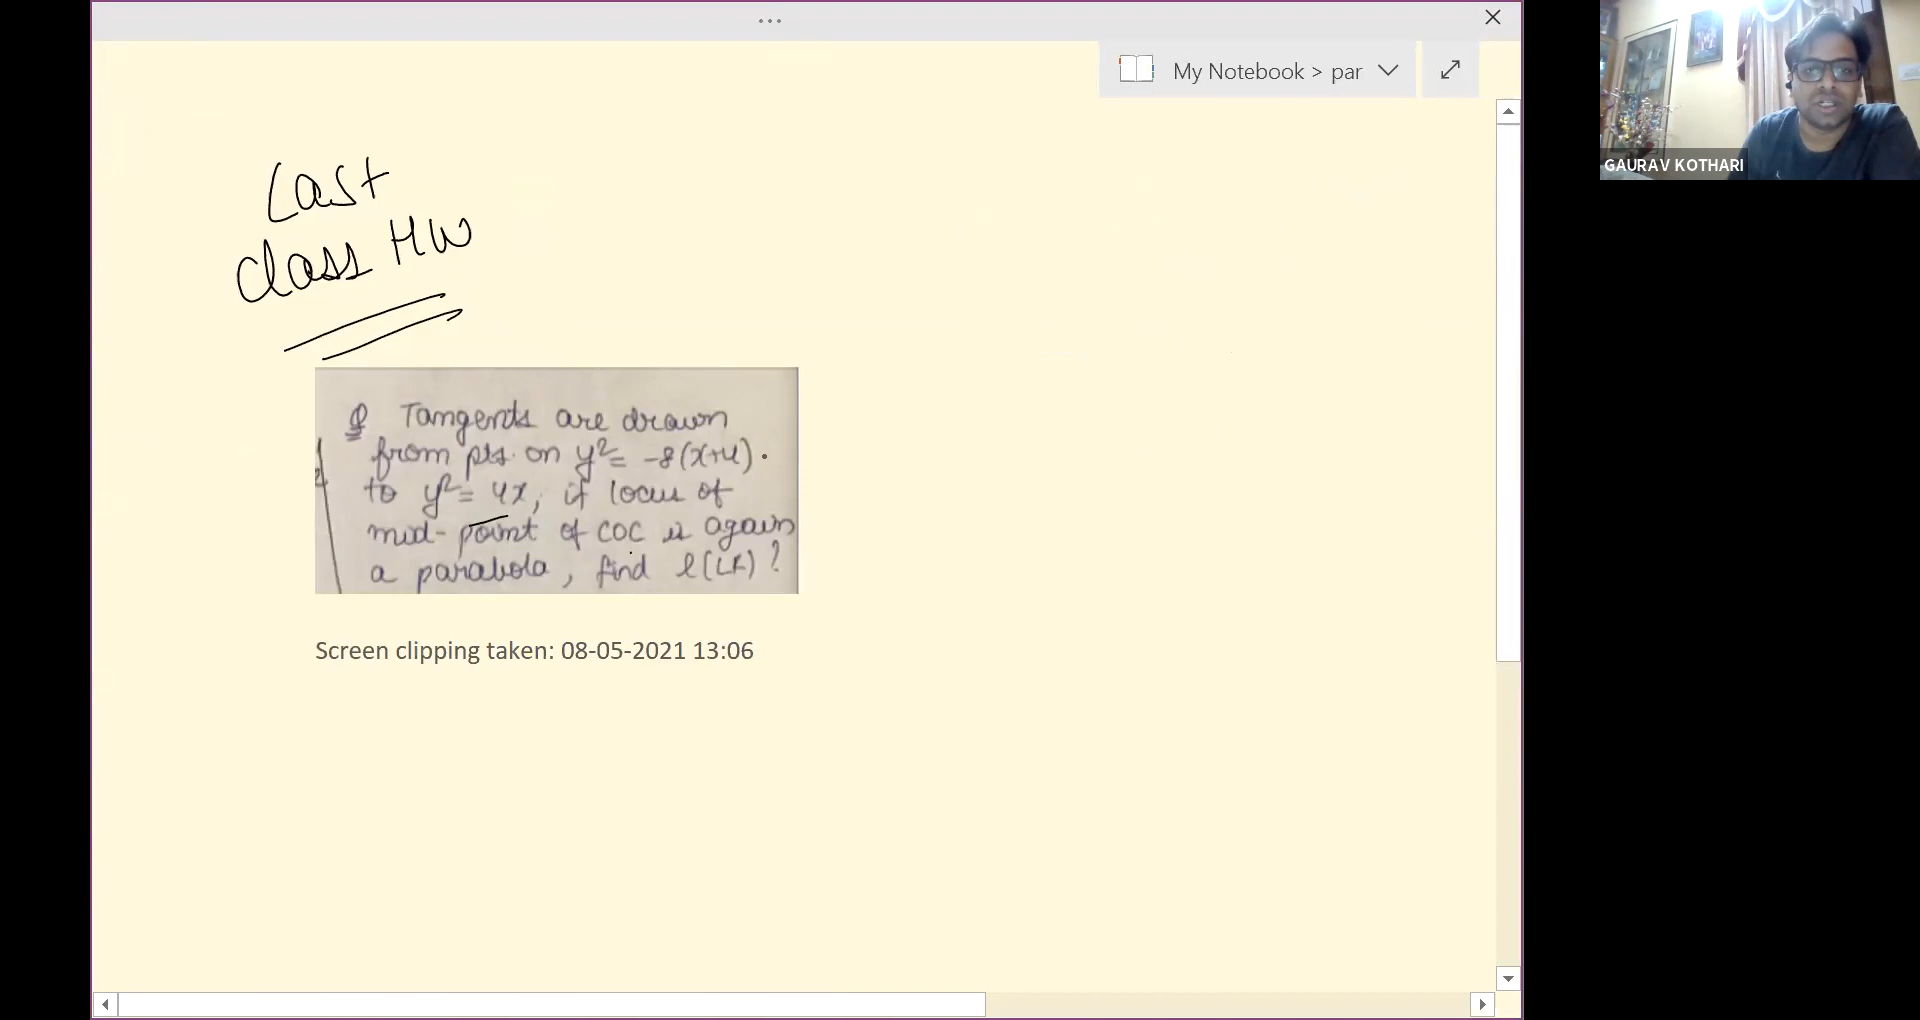 My Notebook > par
GAURAV KOTHARI
Last
class HW
Q Tangents are drawn
from pts. on y²= -8(x+4).
to y²= 4x, if locus of
mid-point of COC is again
a parabola, find l(LR)?
Screen clipping taken: 08-05-2021 13:06